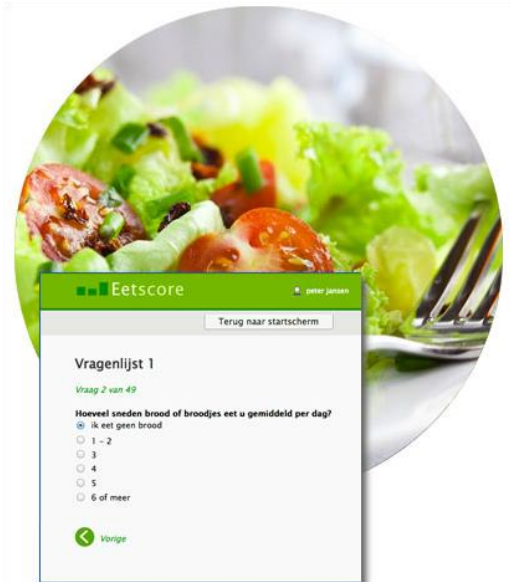 Eetscore
peter jansen
Terug naar startscherm
Vragenlijst 1
Vraag 2 van 49
Hoeveel sneden brood of broodjes eet u gemiddeld per dag?
ik eet geen brood
1 - 2
3
4
5
6 of meer
Vorige